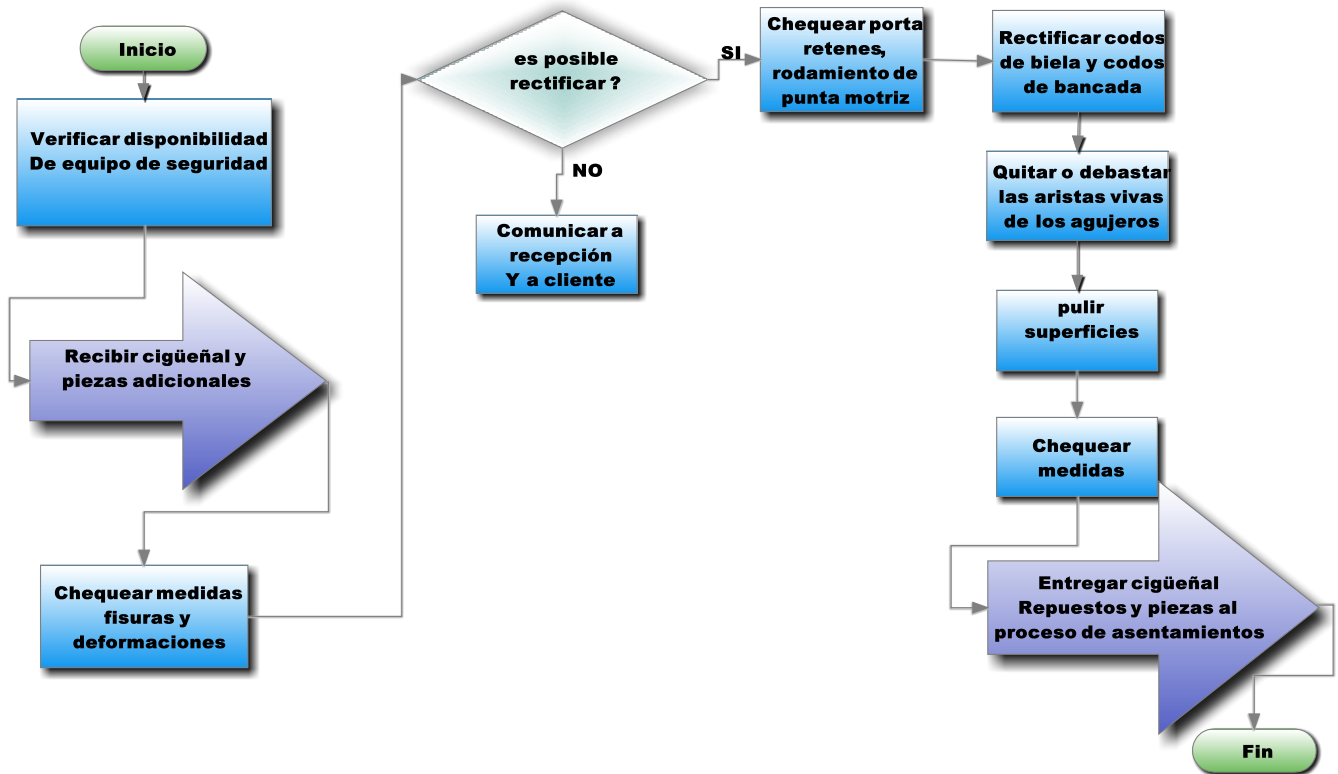 Inicio
Verificar disponibilidad
De equipo de seguridad
Recibir cigüeñal y
piezas adicionales
Chequear medidas
fisuras y
deformaciones
es posible
rectificar ?
NO
Comunicar a
recepción
Y a cliente
SI
Chequear porta
retenes,
rodamiento de
punta motriz
Rectificar codos
de biela y codos
de bancada
Quitar o debastar
las aristas vivas
de los agujeros
pulir
superficies
Chequear
medidas
Entregar cigüeñal
Repuestos y piezas al
proceso de asentamientos
Fin